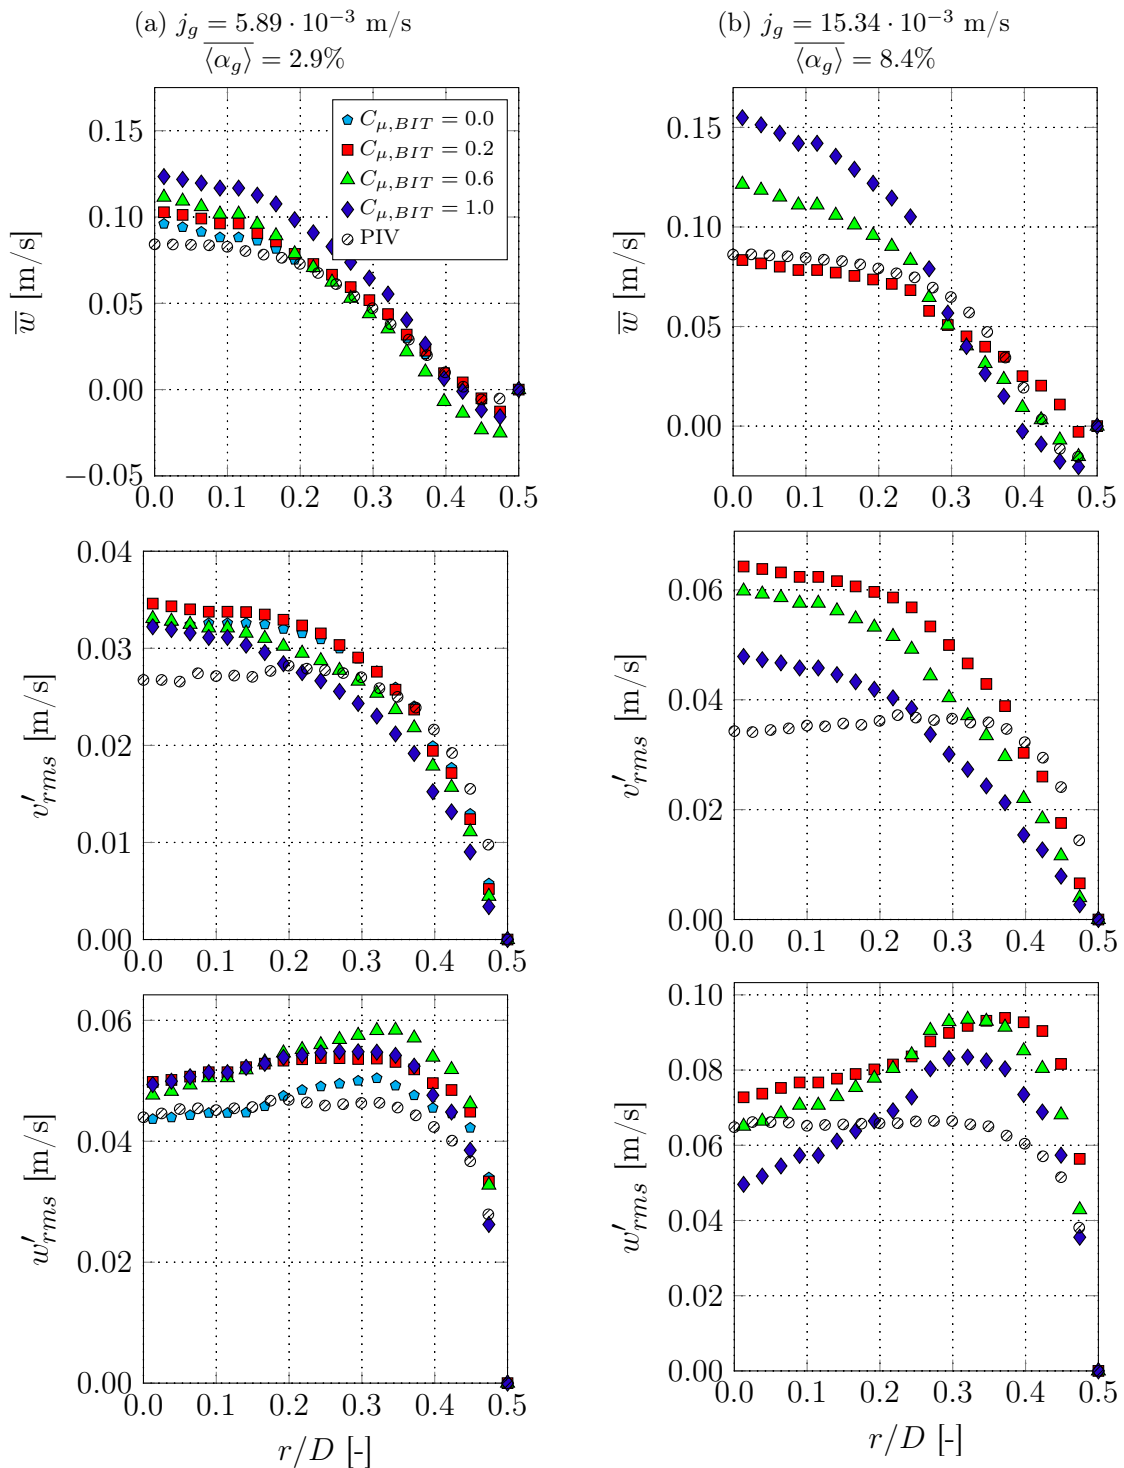 (a) j_g = 5.89 · 10⁻³ m/s
⟨α_g⟩ = 2.9%
(b) j_g = 15.34 · 10⁻³ m/s
⟨α_g⟩ = 8.4%
C_μ,BIT = 0.0
C_μ,BIT = 0.2
C_μ,BIT = 0.6
C_μ,BIT = 1.0
PIV
w̅ [m/s]
0.10
0.05
0.00
−0.05
0.0 0.1 0.2 0.3 0.4 0.5
w̅ [m/s]
0.15
0.10
0.05
0.00
0.0 0.1 0.2 0.3 0.4 0.5
v′rms [m/s]
0.04
0.03
0.02
0.01
0.00
0.0 0.1 0.2 0.3 0.4 0.5
v′rms [m/s]
0.06
0.04
0.02
0.00
0.0 0.1 0.2 0.3 0.4 0.5
w′rms [m/s]
0.06
0.04
0.02
0.00
0.0 0.1 0.2 0.3 0.4 0.5
r/D [-]
w′rms [m/s]
0.10
0.08
0.06
0.04
0.02
0.00
0.0 0.1 0.2 0.3 0.4 0.5
r/D [-]